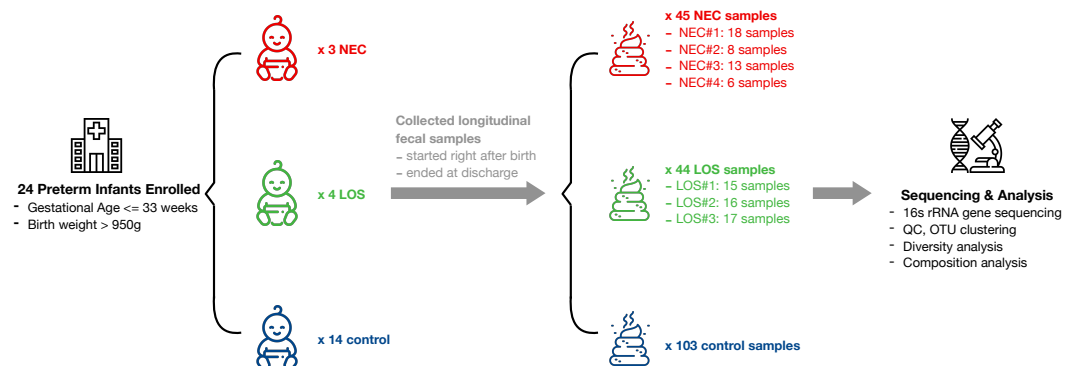 24 Preterm Infants Enrolled
- Gestational Age <= 33 weeks
- Birth weight > 950g
x 3 NEC
x 4 LOS
x 14 control
Collected longitudinal
fecal samples
- started right after birth
- ended at discharge
x 45 NEC samples
- NEC#1: 18 samples
- NEC#2: 8 samples
- NEC#3: 13 samples
- NEC#4: 6 samples
x 44 LOS samples
- LOS#1: 15 samples
- LOS#2: 16 samples
- LOS#3: 17 samples
x 103 control samples
Sequencing & Analysis
- 16s rRNA gene sequencing
- QC, OTU clustering
- Diversity analysis
- Composition analysis